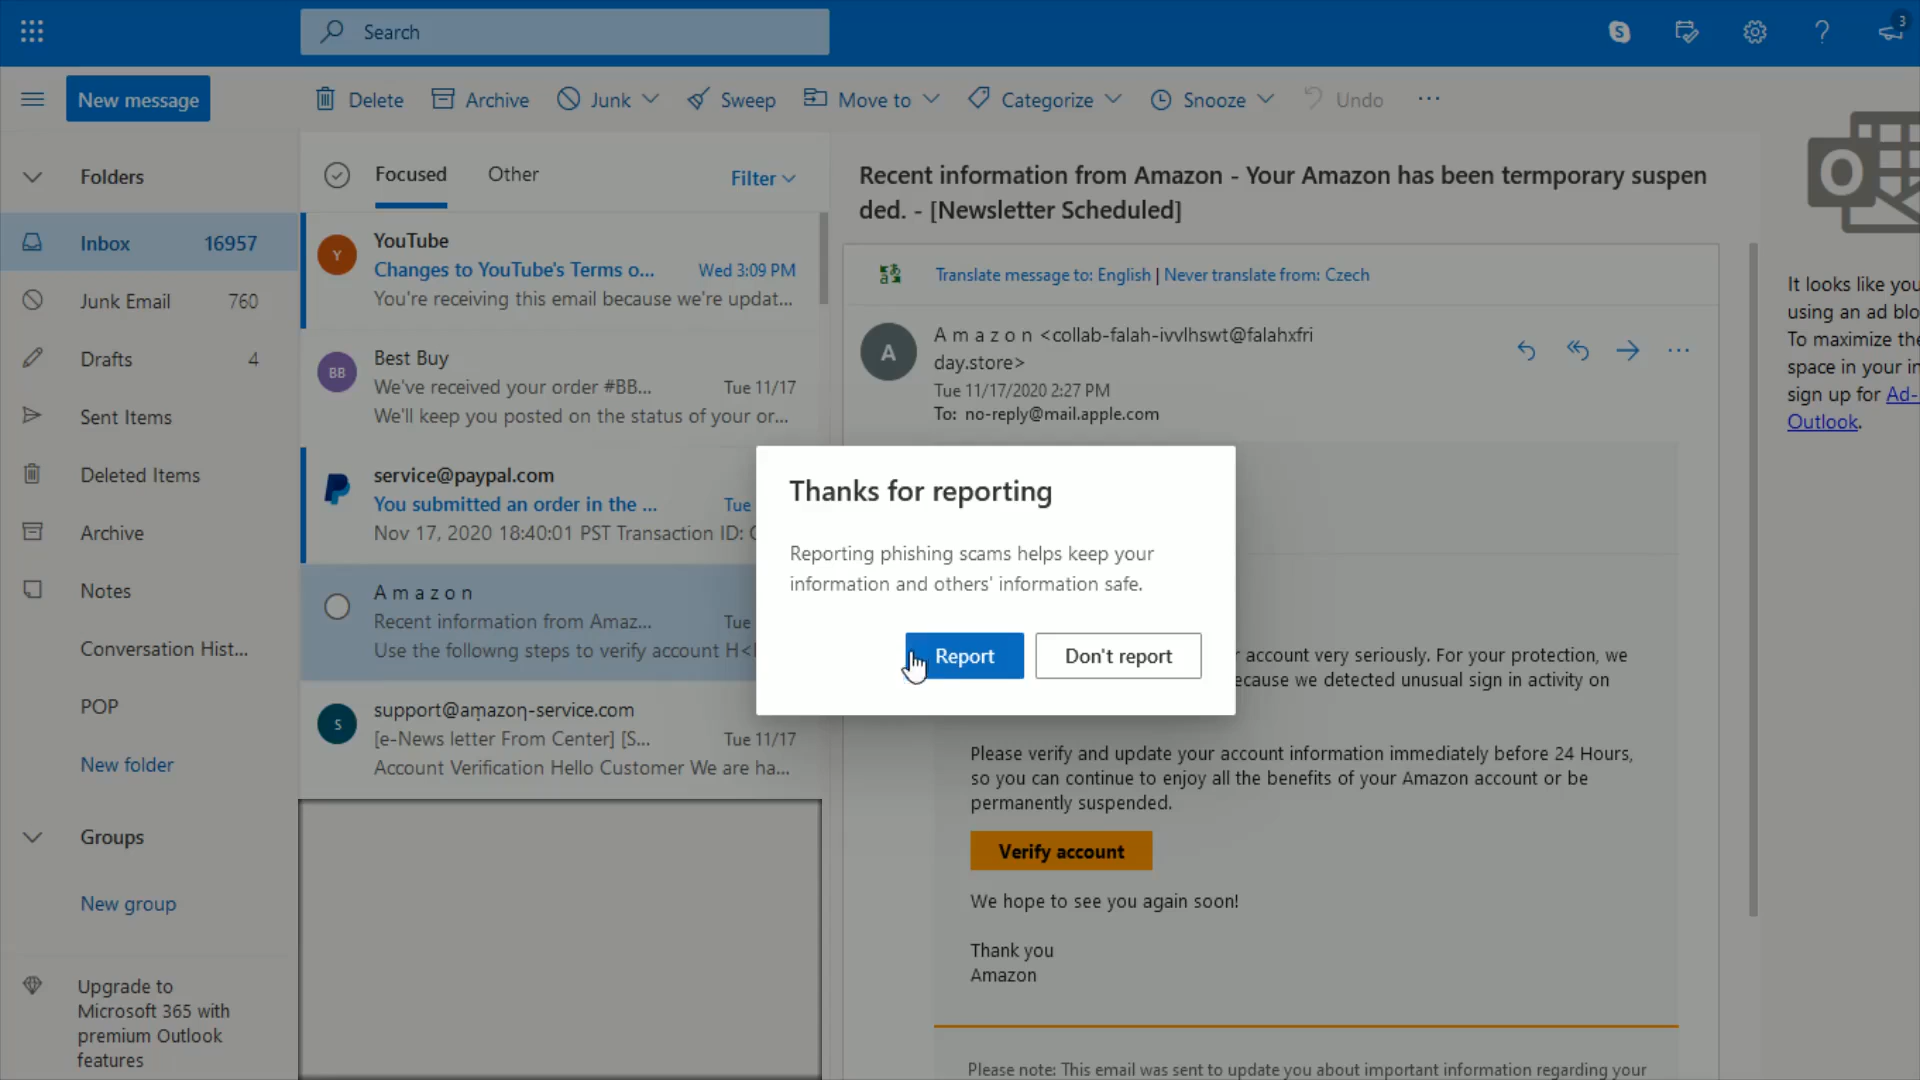 Search
3
New message
Delete
Archive
Junk
Sweep
Move to
Categorize
Snooze
Undo
Folders
Inbox 16957
Junk Email 760
Drafts 4
Sent Items
Deleted Items
Archive
Notes
Conversation Hist...
POP
New folder
Groups
New group
Upgrade to
Microsoft 365 with
premium Outlook
features
Focused
Other
Filter
Y
YouTube
Changes to YouTube's Terms o... Wed 3:09 PM
You're receiving this email because we're updat...
BB
Best Buy
We've received your order #BB... Tue 11/17
We'll keep you posted on the status of your or...
service@paypal.com
You submitted an order in the ... Tue
Nov 17, 2020 18:40:01 PST Transaction ID:
A m a z o n
Recent information from Amaz... Tue
Use the followng steps to verify account H<
S
support@ạmạzoƞ-service.com
[e-News letter From Center] [S... Tue 11/17
Account Verification Hello Customer We are ha...
Recent information from Amazon - Your Amazon has been termporary suspen
ded. - [Newsletter Scheduled]
Translate message to: English | Never translate from: Czech
A
A m a z o n <collab-falah-ivvlhswt@falahxfri
day.store>
Tue 11/17/2020 2:27 PM
To: no-reply@mail.apple.com
Thanks for reporting
Reporting phishing scams helps keep your
information and others' information safe.
Report
Don't report
account very seriously. For your protection, we
ecause we detected unusual sign in activity on
Please verify and update your account information immediately before 24 Hours,
so you can continue to enjoy all the benefits of your Amazon account or be
permanently suspended.
Verify account
We hope to see you again soon!
Thank you
Amazon
Please note: This email was sent to update you about important information regarding your
It looks like you
using an ad blo
To maximize the
space in your in
sign up for Ad-
Outlook.